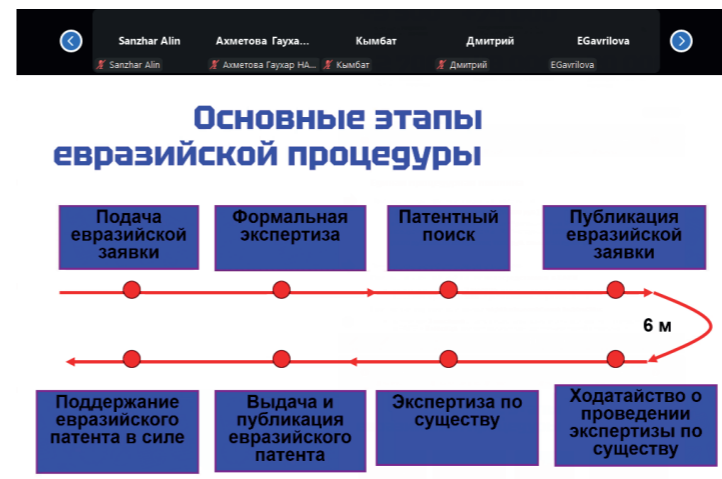 Sanzhar Alin
Ахметова Гауха...
Кымбат
Дмитрий
EGavrilova
Sanzhar Alin
Ахметова Гаухар НА...
Кымбат
Дмитрий
EGavrilova
Основные этапы
евразийской процедуры
Подача
евразийской
заявки
Формальная
экспертиза
Патентный
поиск
Публикация
евразийской
заявки
6 м
Поддержание
евразийского
патента в силе
Выдача и
публикация
евразийского
патента
Экспертиза по
существу
Ходатайство о
проведении
экспертизы по
существу